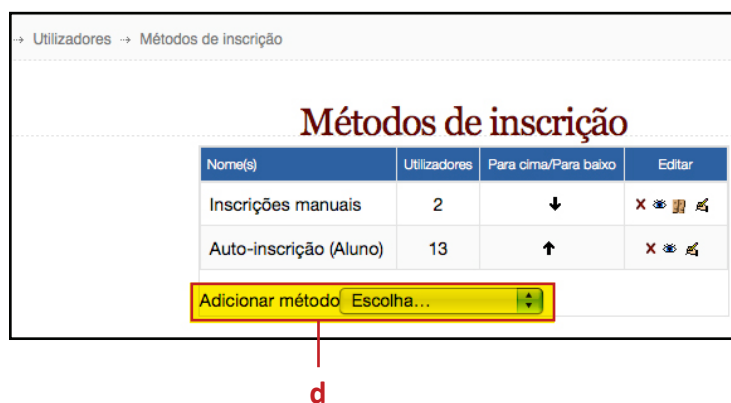 ⇢ Utilizadores ⇢ Métodos de inscrição
Métodos de inscrição
Nome(s) Utilizadores Para cima/Para baixo Editar
Inscrições manuais 2 ↓
Auto-inscrição (Aluno) 13 ↑
Adicionar método Escolha...
d